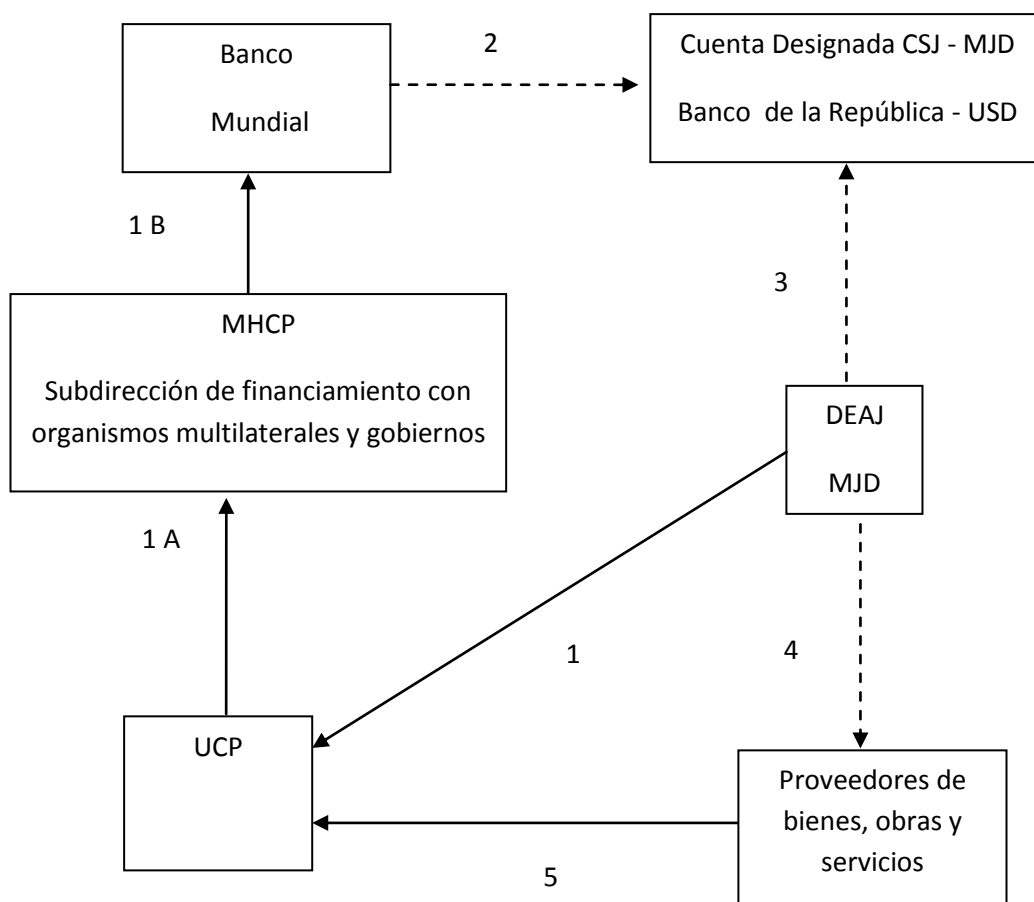 Banco
Mundial
2
Cuenta Designada CSJ - MJD
Banco de la República - USD
1 B
3
MHCP
Subdirección de financiamiento con
organismos multilaterales y gobiernos
DEAJ
MJD
1 A
1
4
UCP
Proveedores de
bienes, obras y
servicios
5